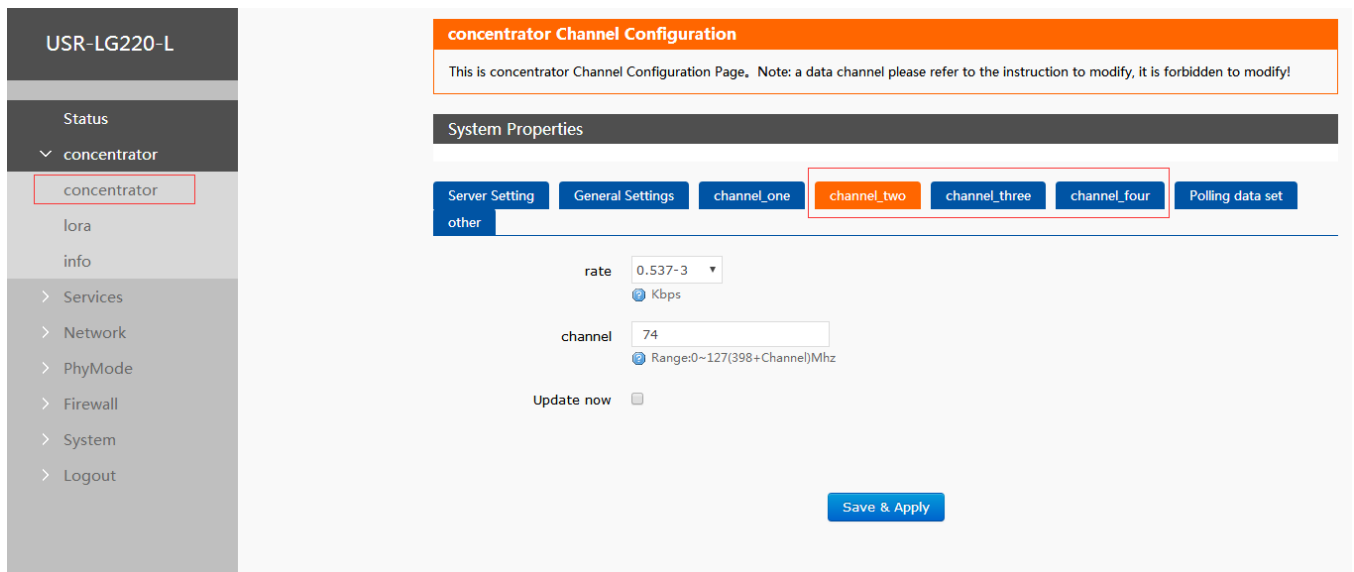 USR-LG220-L
Status
concentrator
concentrator
lora
info
Services
Network
PhyMode
Firewall
System
Logout
concentrator Channel Configuration
This is concentrator Channel Configuration Page。Note: a data channel please refer to the instruction to modify, it is forbidden to modify!
System Properties
Server Setting General Settings channel_one channel_two channel_three channel_four Polling data set
other
rate 0.537-3
Kbps
channel 74
Range:0~127(398+Channel)Mhz
Update now
Save & Apply